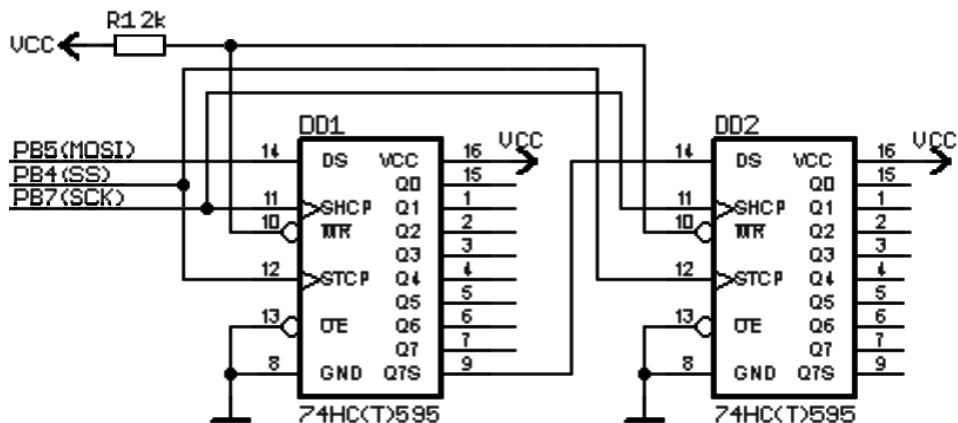 R1 2k
VCC
DD1
DD2
VCC
VCC
PB5(MOSI)
PB4(SS)
PB7(SCK)
14 DS VCC 16
Q0 15
11 SHCP Q1 1
10 MR Q2 2
Q3 3
12 STCP Q4 4
Q5 5
13 OE Q6 6
Q7 7
8 GND Q7S 9
74HC(T)595
14 DS VCC 16
Q0 15
11 SHCP Q1 1
10 MR Q2 2
Q3 3
12 STCP Q4 4
Q5 5
13 OE Q6 6
Q7 7
8 GND Q7S 9
74HC(T)595